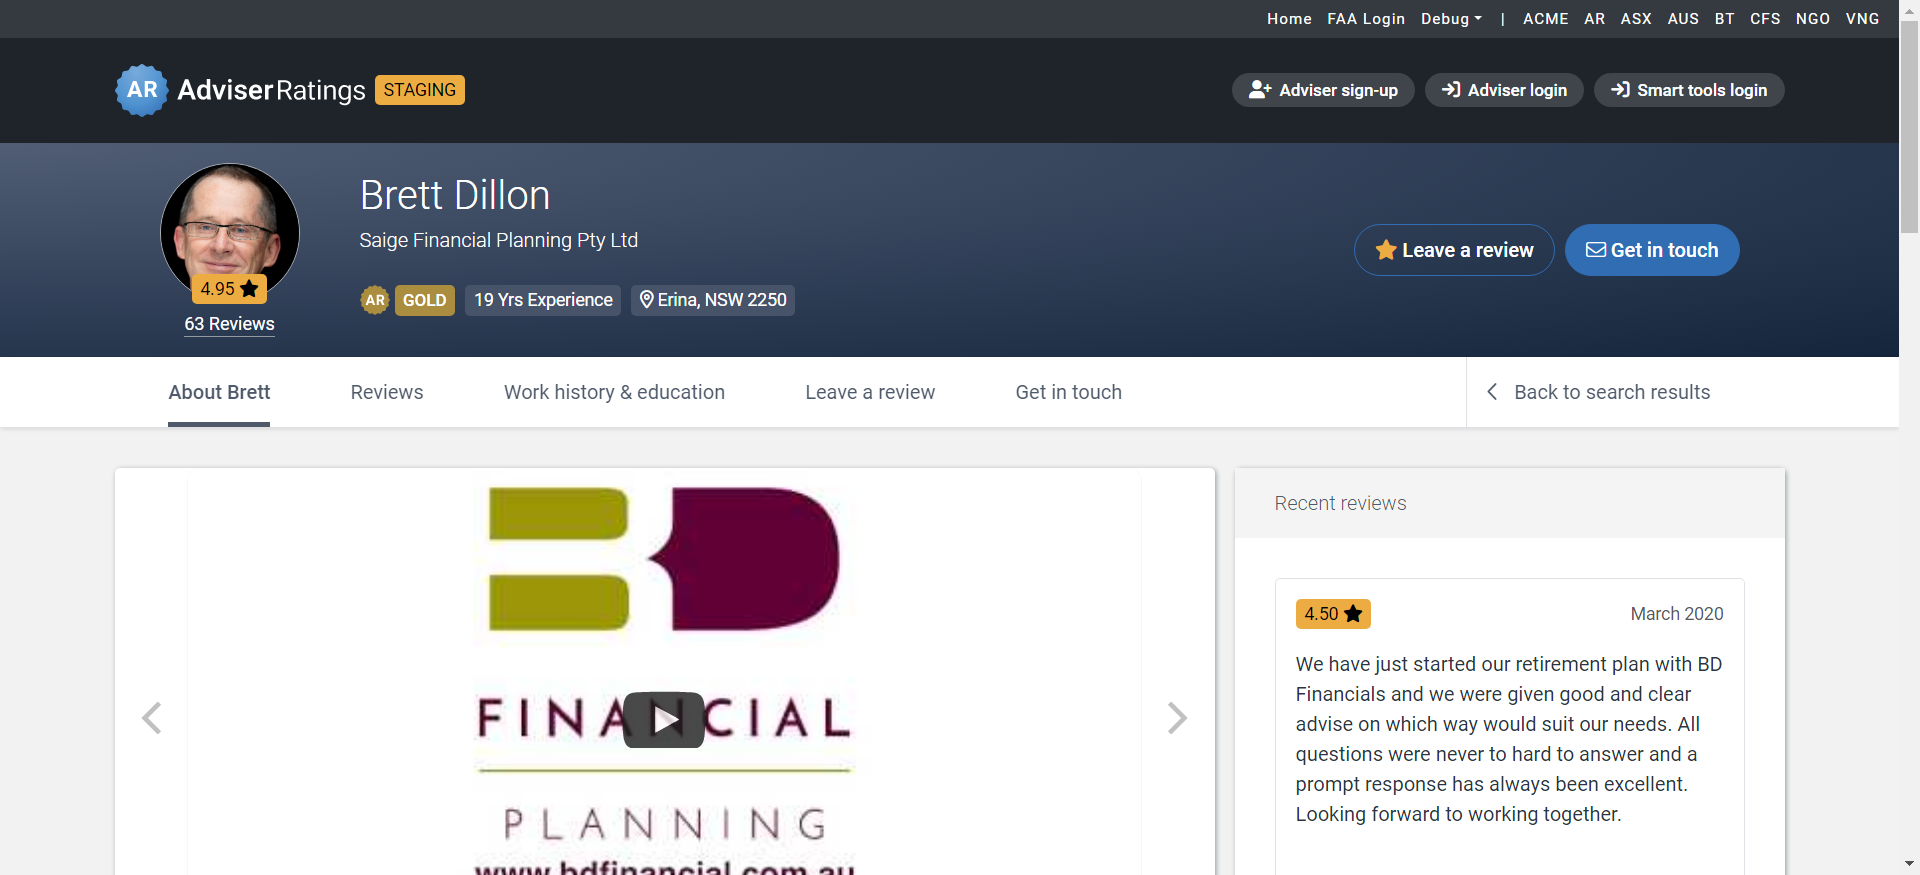 Home FAA Login Debug | ACME AR ASX AUS BT CFS NGO VNG
AR AdviserRatings STAGING
Adviser sign-up Adviser login Smart tools login
Brett Dillon
Saige Financial Planning Pty Ltd
Leave a review Get in touch
4.95
AR GOLD 19 Yrs Experience Erina, NSW 2250
63 Reviews
About Brett Reviews Work history & education Leave a review Get in touch Back to search results
BD
FINANCIAL
PLANNING
www.bdfinancial.com.au
Recent reviews
4.50 March 2020
We have just started our retirement plan with BD
Financials and we were given good and clear
advise on which way would suit our needs. All
questions were never to hard to answer and a
prompt response has always been excellent.
Looking forward to working together.